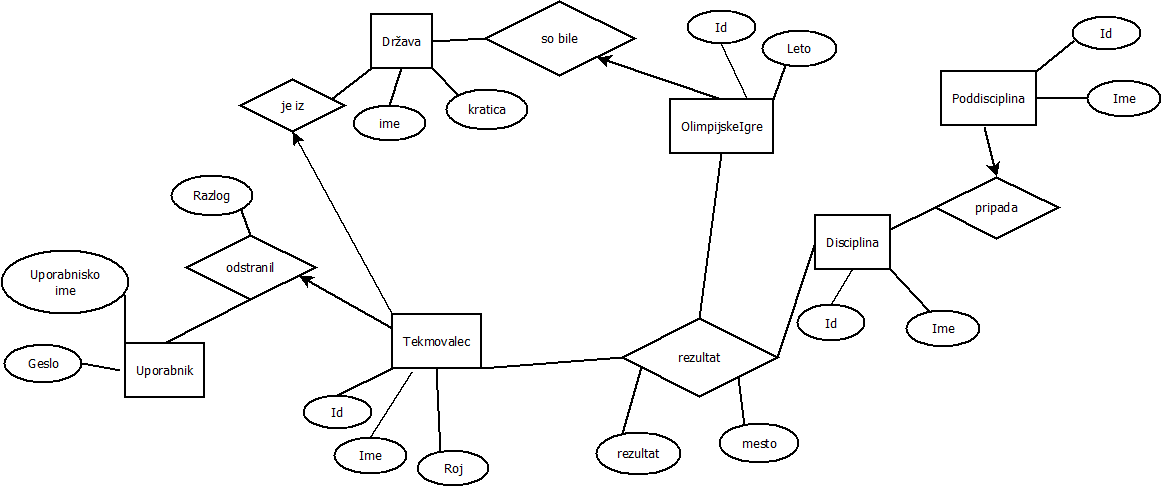 Država
so bile
Id
Leto
Id
je iz
ime
kratica
OlimpijskeIgre
Poddisciplina
Ime
Razlog
pripada
Uporabnisko
ime
odstranil
Disciplina
Id
Ime
Geslo
Uporabnik
Tekmovalec
rezultat
Id
Ime
Roj
rezultat
mesto